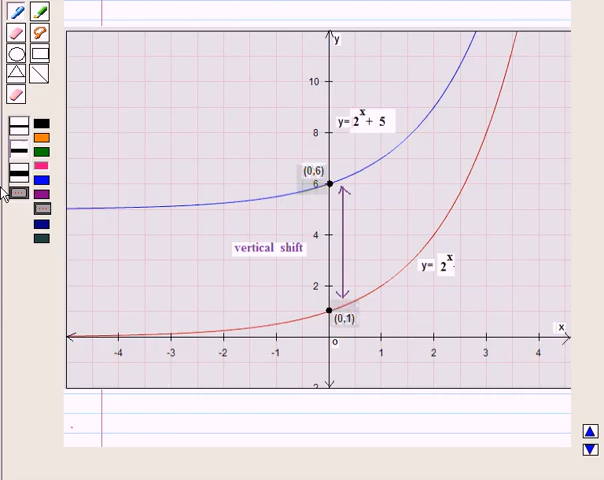 y
10
y= 2^x + 5
8
(0,6)
6
4
vertical shift
y= 2^x
2
(0,1)
x
o
-4 -3 -2 -1 1 2 3 4